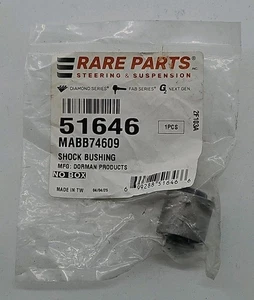 RARE PARTS
STEERING & SUSPENSION
DIAMOND SERIES FAB SERIES G NEXT GEN.
51646
1PCS
MABB74609
SHOCK BUSHING
MFG: DORMAN PRODUCTS
NO BOX
MADE IN TW